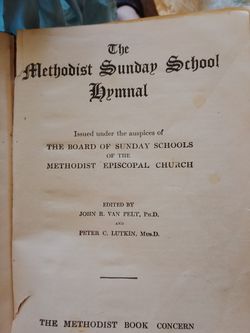 The
Methodist Sunday School
Hymnal
Issued under the auspices of
THE BOARD OF SUNDAY SCHOOLS
OF THE
METHODIST EPISCOPAL CHURCH
EDITED BY
JOHN R. VAN PELT, PH.D.
AND
PETER C. LUTKIN, MUS.D.
THE METHODIST BOOK CONCERN